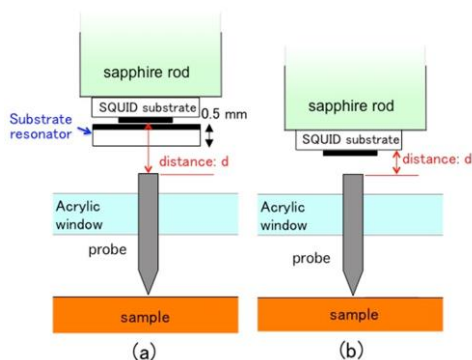 sapphire rod
SQUID substrate
Substrate
resonator
0.5 mm
distance: d
Acrylic
window
probe
sample
(a)
sapphire rod
SQUID substrate
distance: d
Acrylic
window
probe
sample
(b)